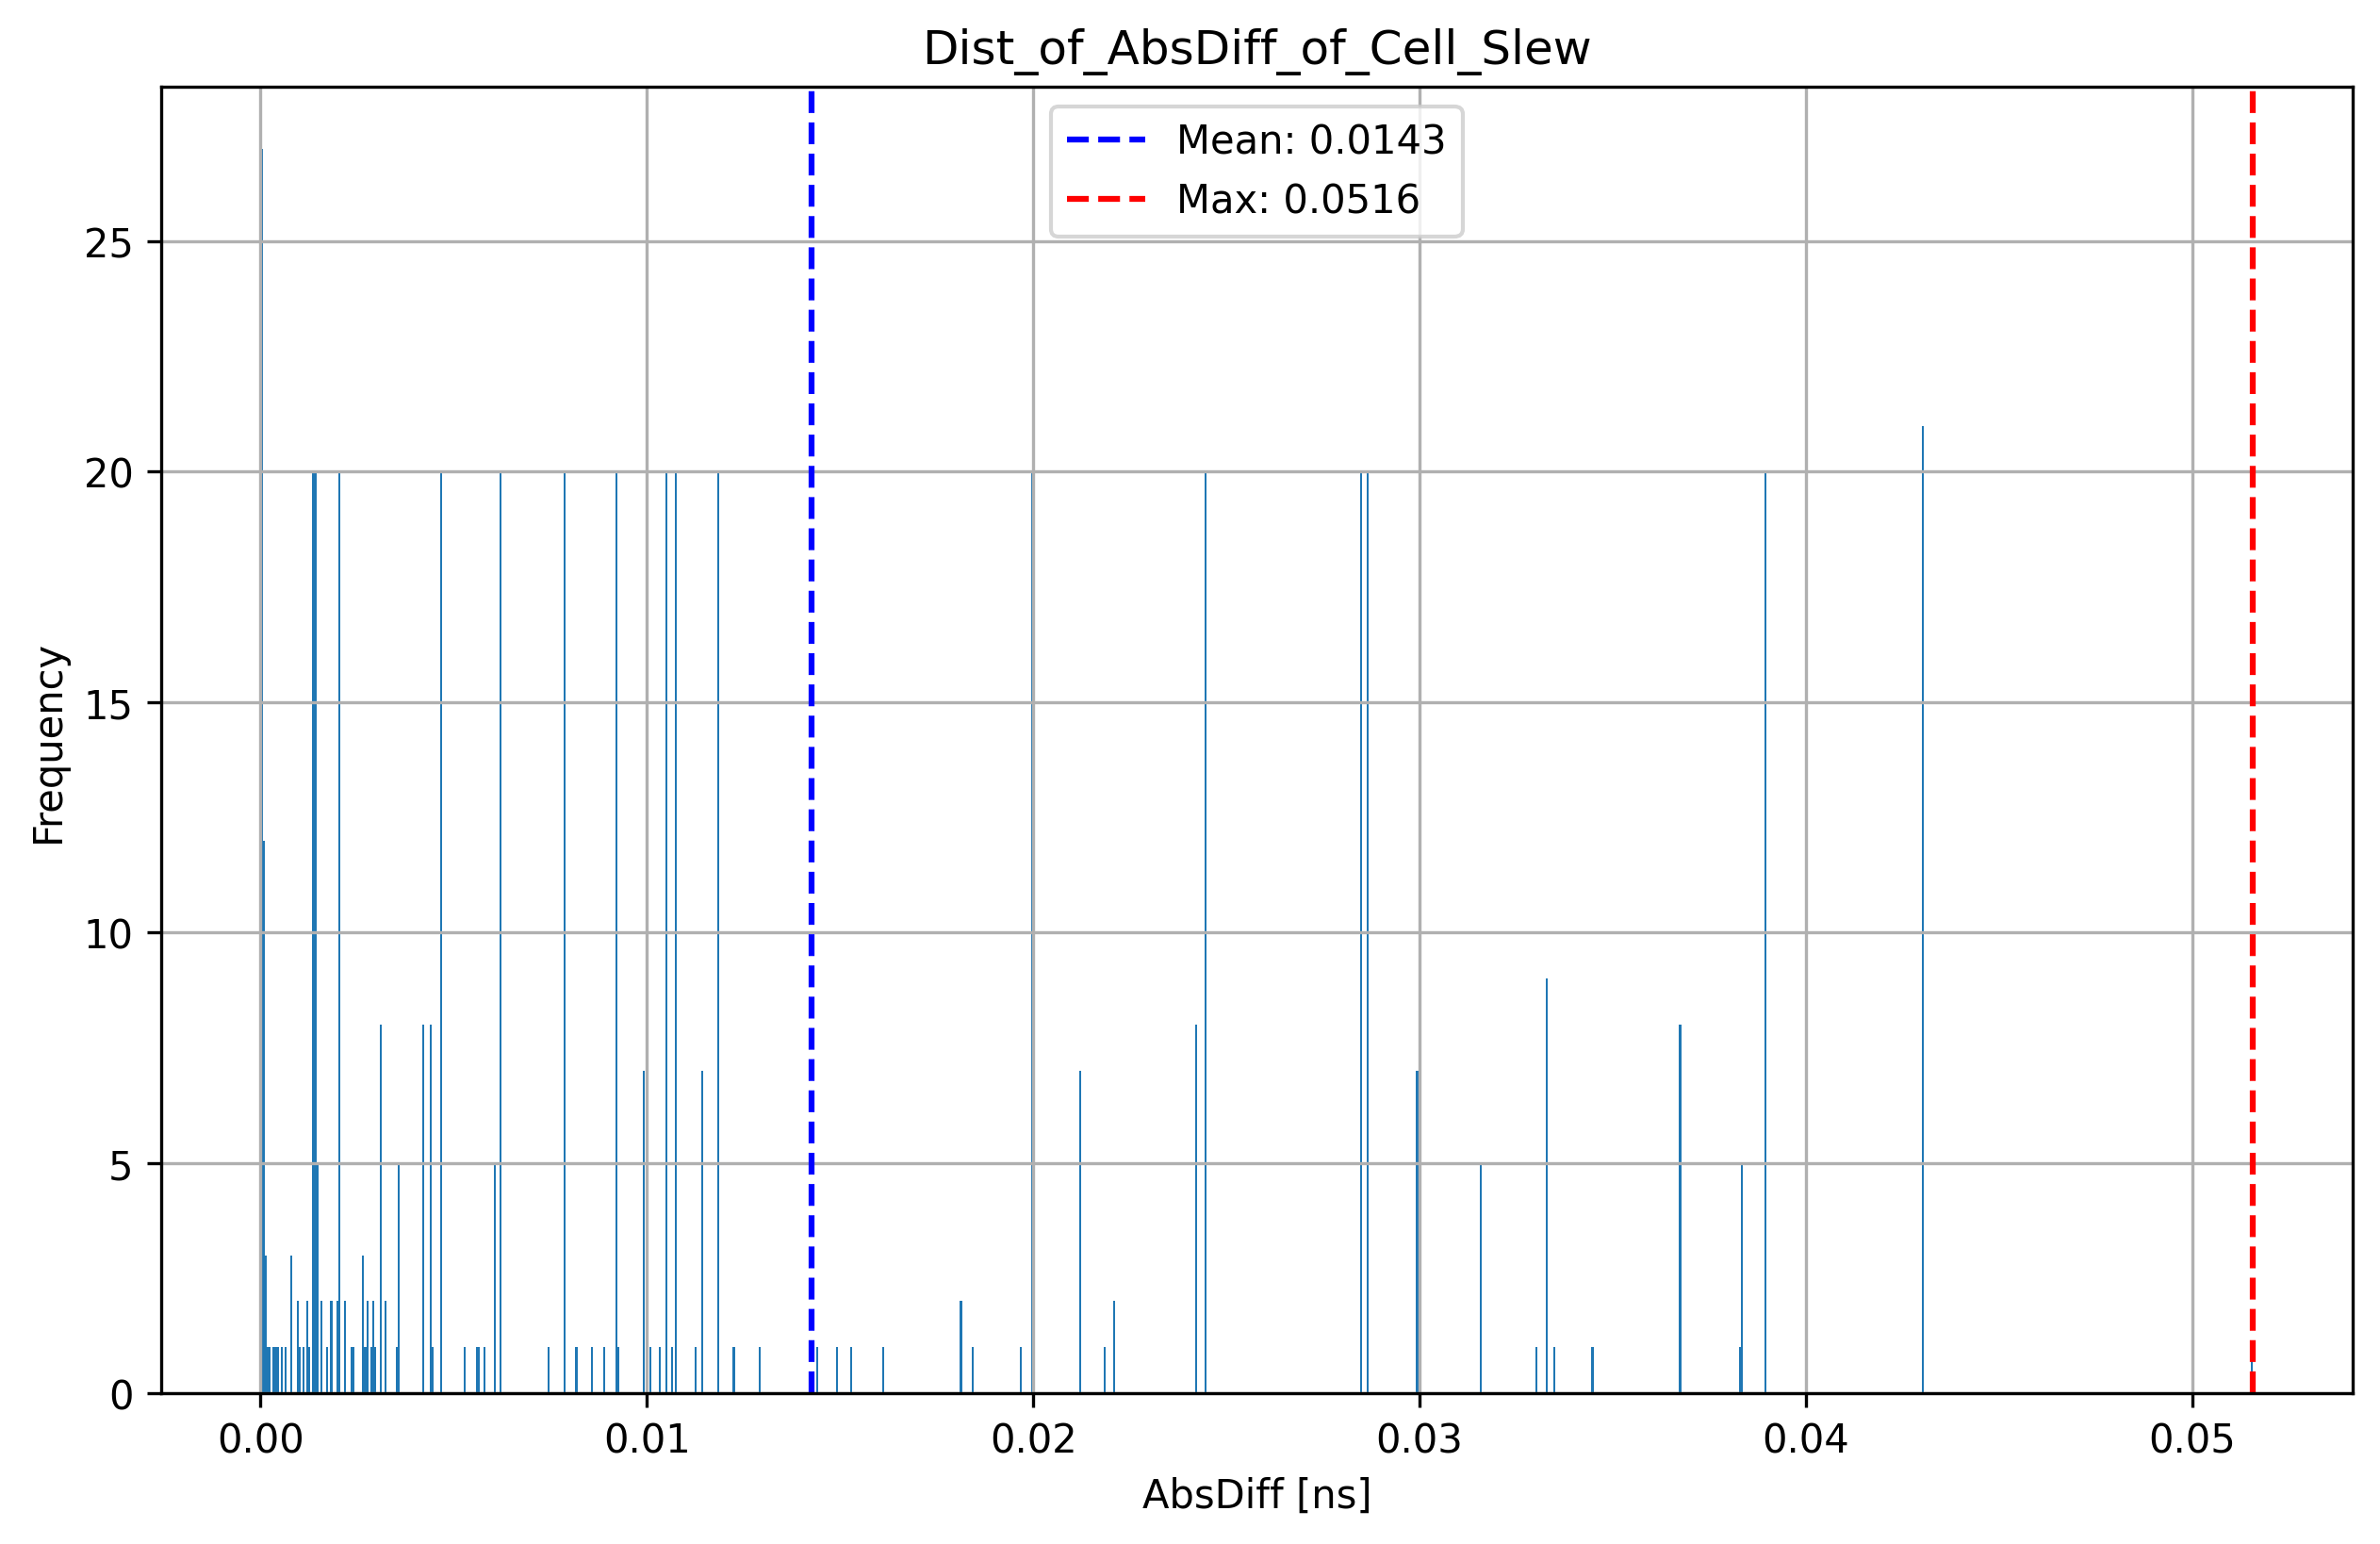 Dist_of_AbsDiff_of_Cell_Slew
Mean: 0.0143
Max: 0.0516
25
20
15
10
5
0
Frequency
0.00 0.01 0.02 0.03 0.04 0.05
AbsDiff [ns]